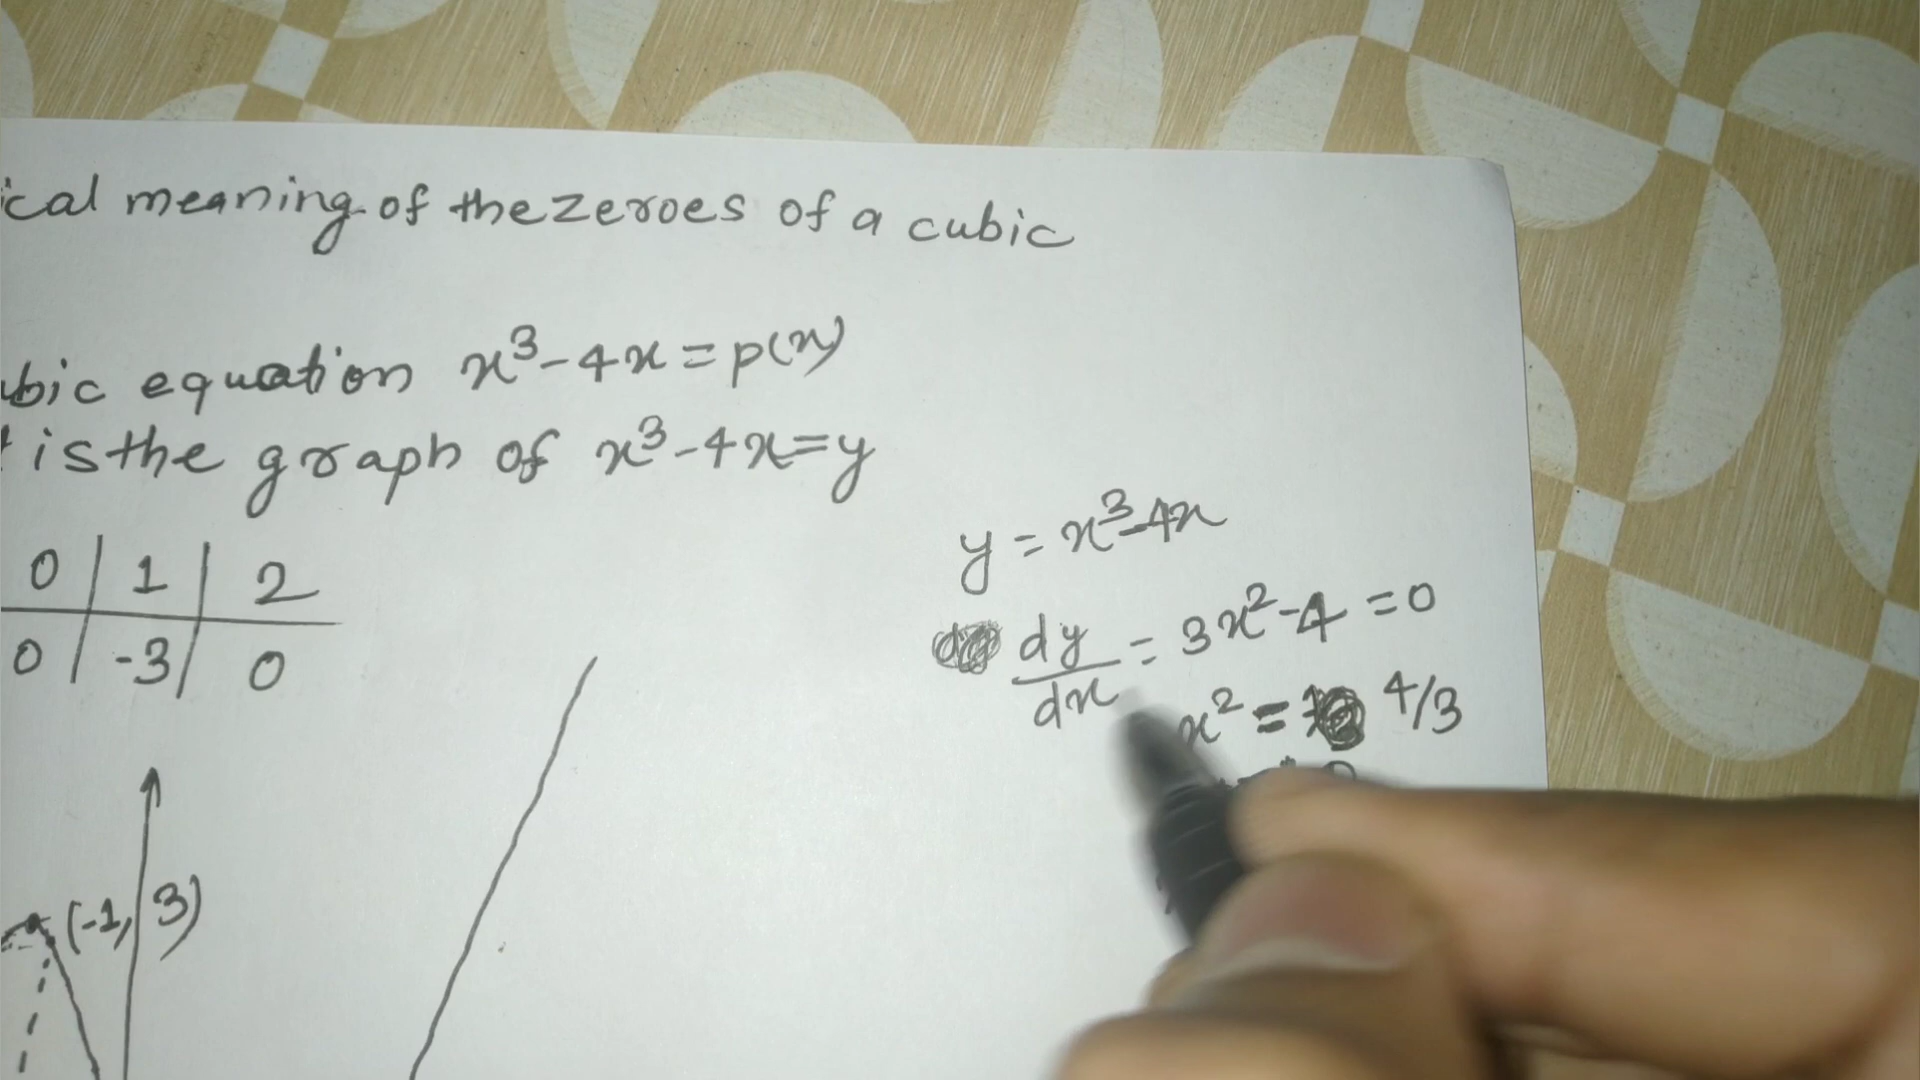 ical meaning of the zeroes of a cubic
ubic equation x³-4x=p(x)
is the graph of x³-4x=y
0 | 1 | 2
0 | -3 | 0
y = x³-4x
dy/dx = 3x²-4 =0
x² = 4/3
(-1, 3)